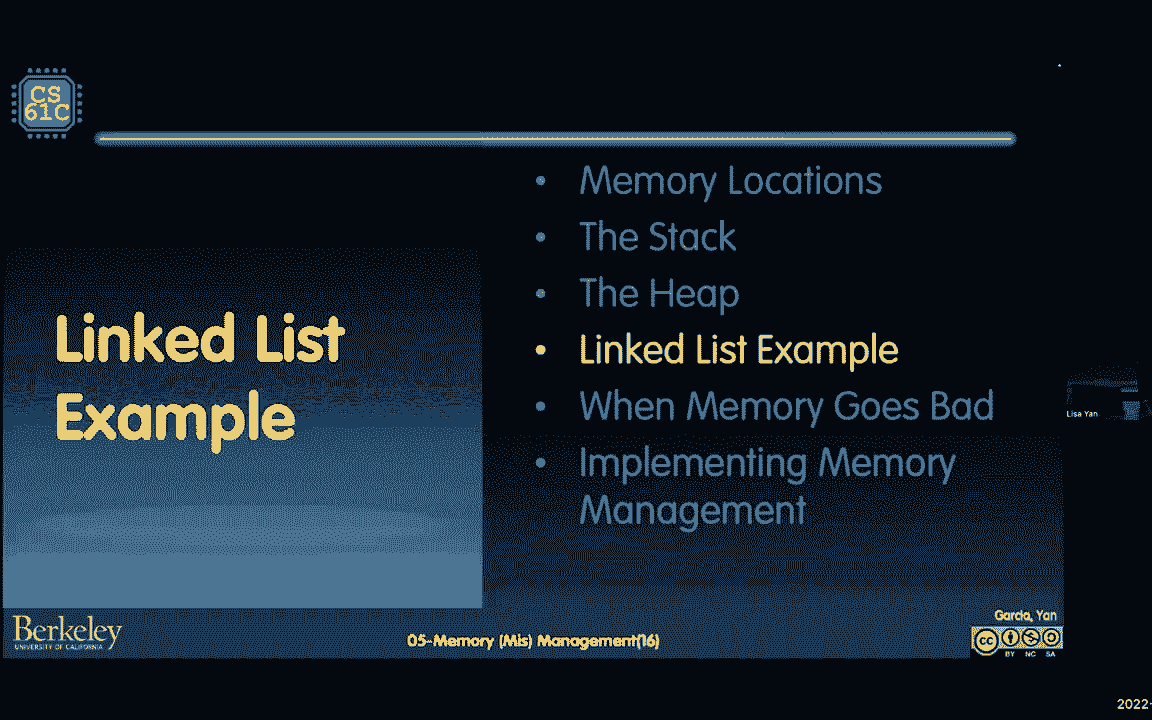 CS
61C
Linked List
Example
• Memory Locations
• The Stack
• The Heap
• Linked List Example
• When Memory Goes Bad
• Implementing Memory
Management
Lisa Yan
Berkeley
UNIVERSITY OF CALIFORNIA
05-Memory (Mis) Management(16)
Garcia, Yan
cc
BY NC SA
2022-